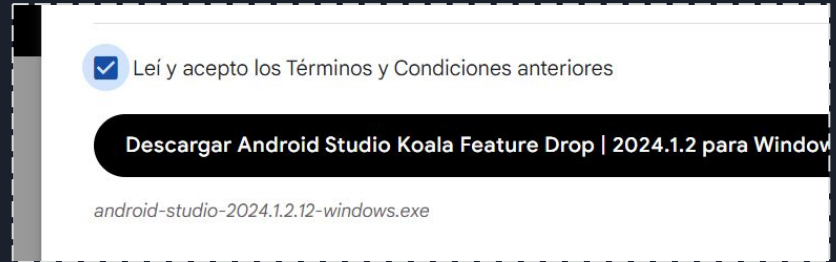 Leí y acepto los Términos y Condiciones anteriores
Descargar Android Studio Koala Feature Drop | 2024.1.2 para
android-studio-2024.1.2.12-windows.exe